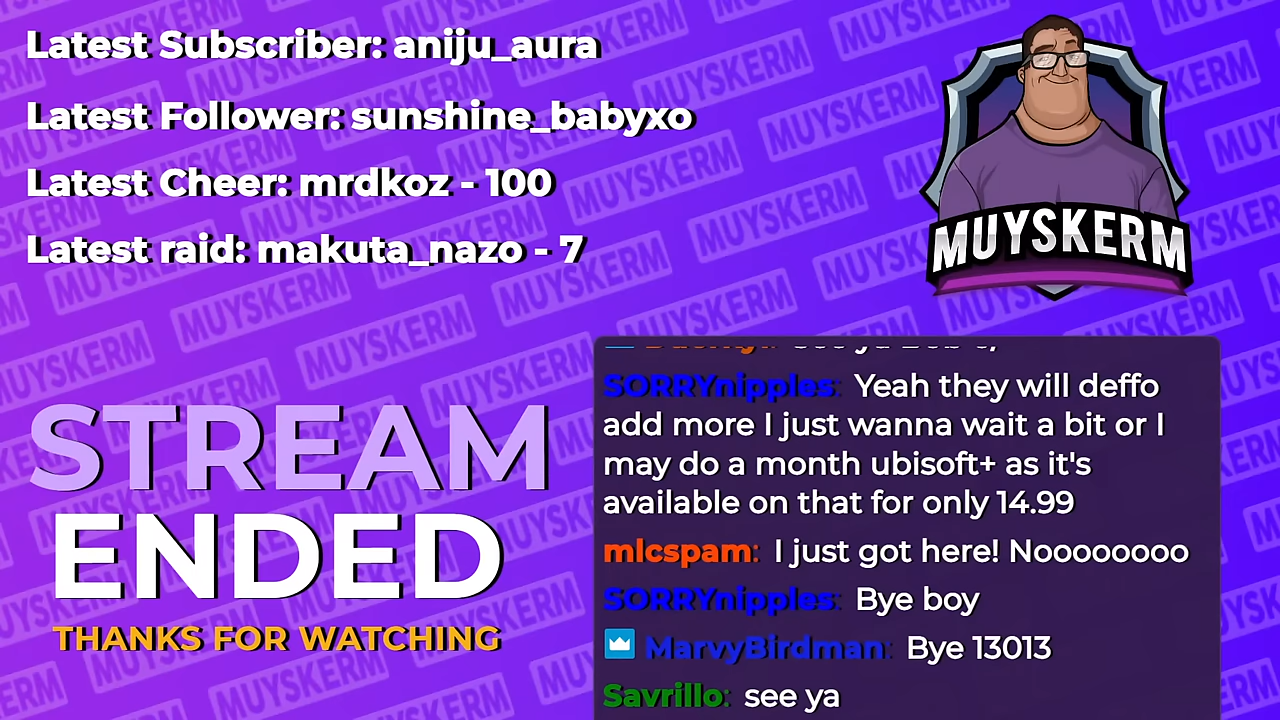 Latest Subscriber: aniju_aura
Latest Follower: sunshine_babyxo
Latest Cheer: mrdkoz - 100
Latest raid: makuta_nazo - 7
MUYSKERM
STREAM
ENDED
THANKS FOR WATCHING
SORRYnipples: Yeah they will deffo
add more I just wanna wait a bit or I
may do a month ubisoft+ as it's
available on that for only 14.99
mlcspam: I just got here! Noooooooo
SORRYnipples: Bye boy
MarvyBirdman: Bye 13013
Savrillo: see ya